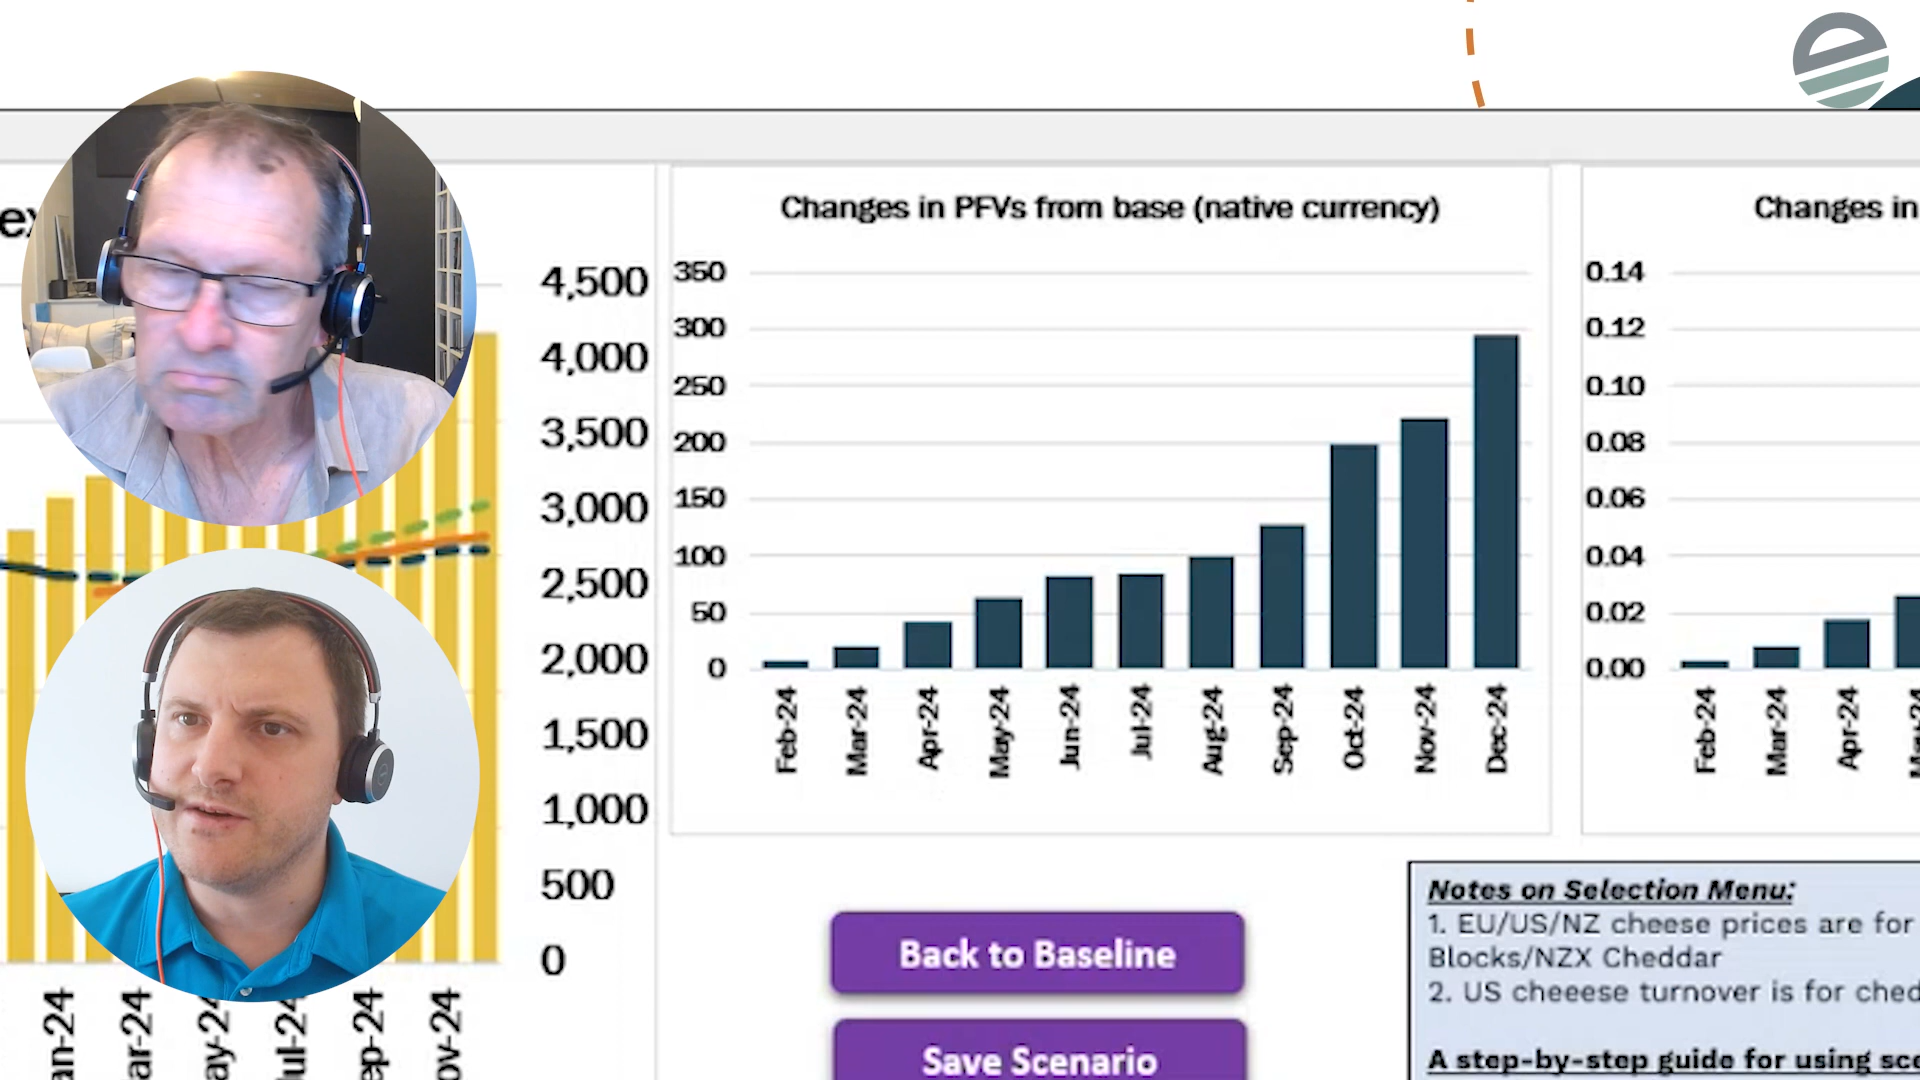 4,500
4,000
3,500
3,000
2,500
2,000
1,500
1,000
500
0
Changes in PFVs from base (native currency)
350
300
250
200
150
100
50
0
Feb-24
Mar-24
Apr-24
May-24
Jun-24
Jul-24
Aug-24
Sep-24
Oct-24
Nov-24
Dec-24
Changes in
0.14
0.12
0.10
0.08
0.06
0.04
0.02
0.00
Feb-24
Mar-24
Apr-24
Back to Baseline
Save Scenario
Notes on Selection Menu:
1. EU/US/NZ cheese prices are for
Blocks/NZX Cheddar
2. US cheeese turnover is for ched
A step-by-step guide for using sce